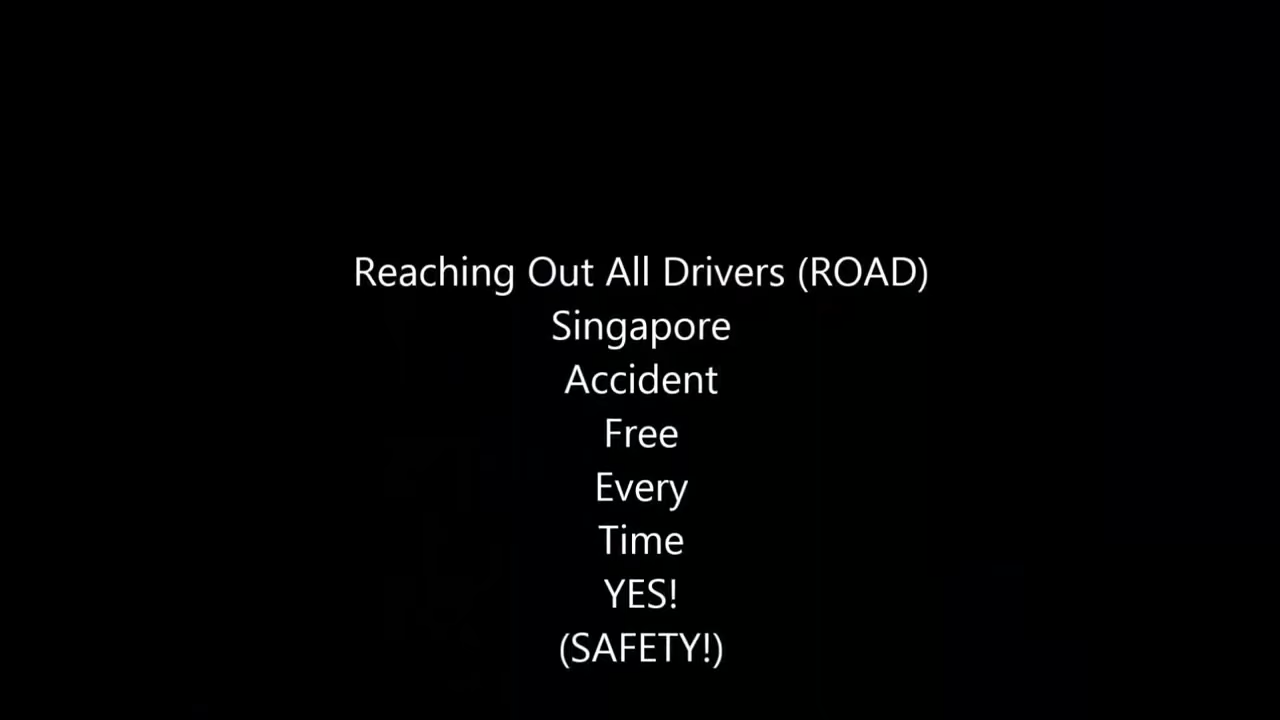 Reaching Out All Drivers (ROAD)
Singapore
Accident
Free
Every
Time
YES!
(SAFETY!)